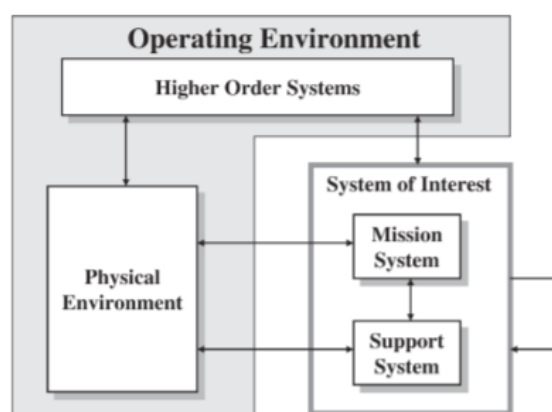 Operating Environment
Higher Order Systems
System of Interest
Mission
System
Physical
Environment
Support
System